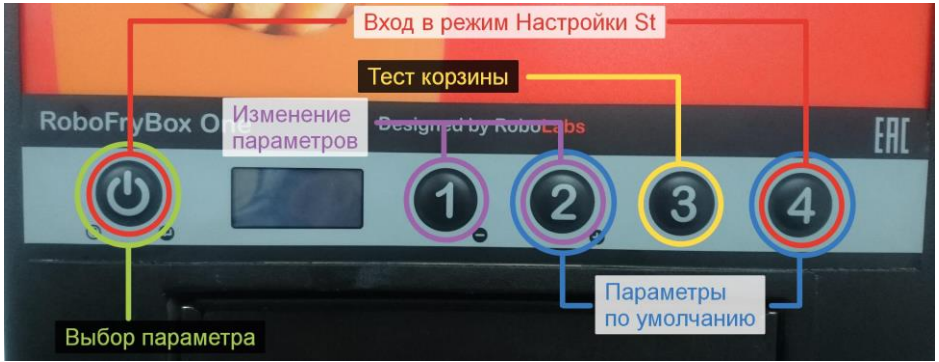 Вход в режим Настройки St
Тест корзины
RoboFryBox One
Изменение
параметров
Designed by RoboLabs
EAC
1
2
3
4
Параметры
по умолчанию
Выбор параметра